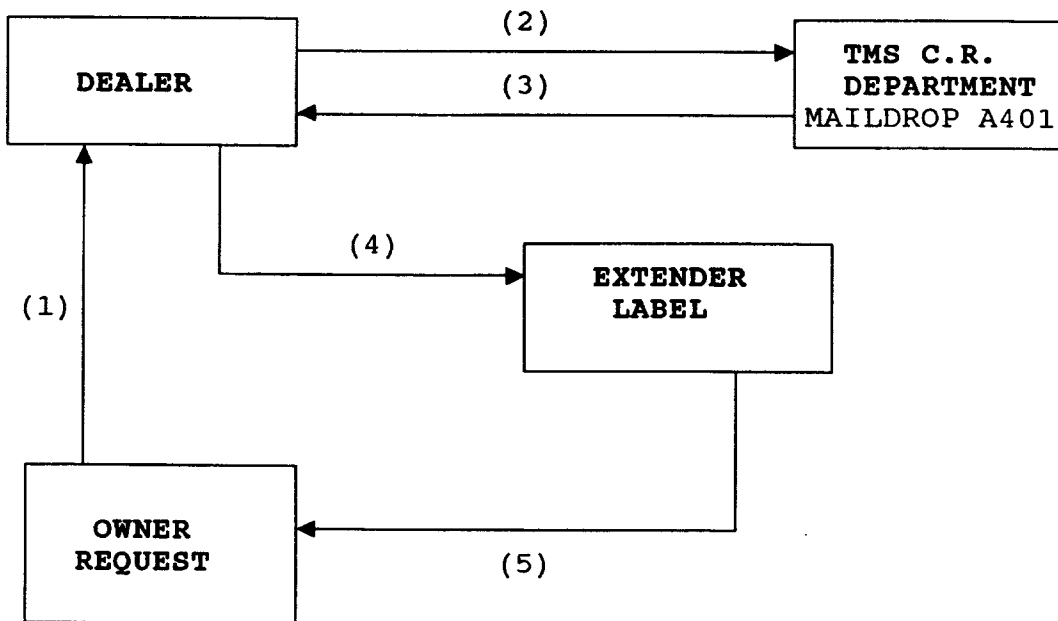 (2)
DEALER
TMS C.R.
DEPARTMENT
MAILDROP A401
(3)
(4)
EXTENDER
LABEL
(1)
OWNER
REQUEST
(5)